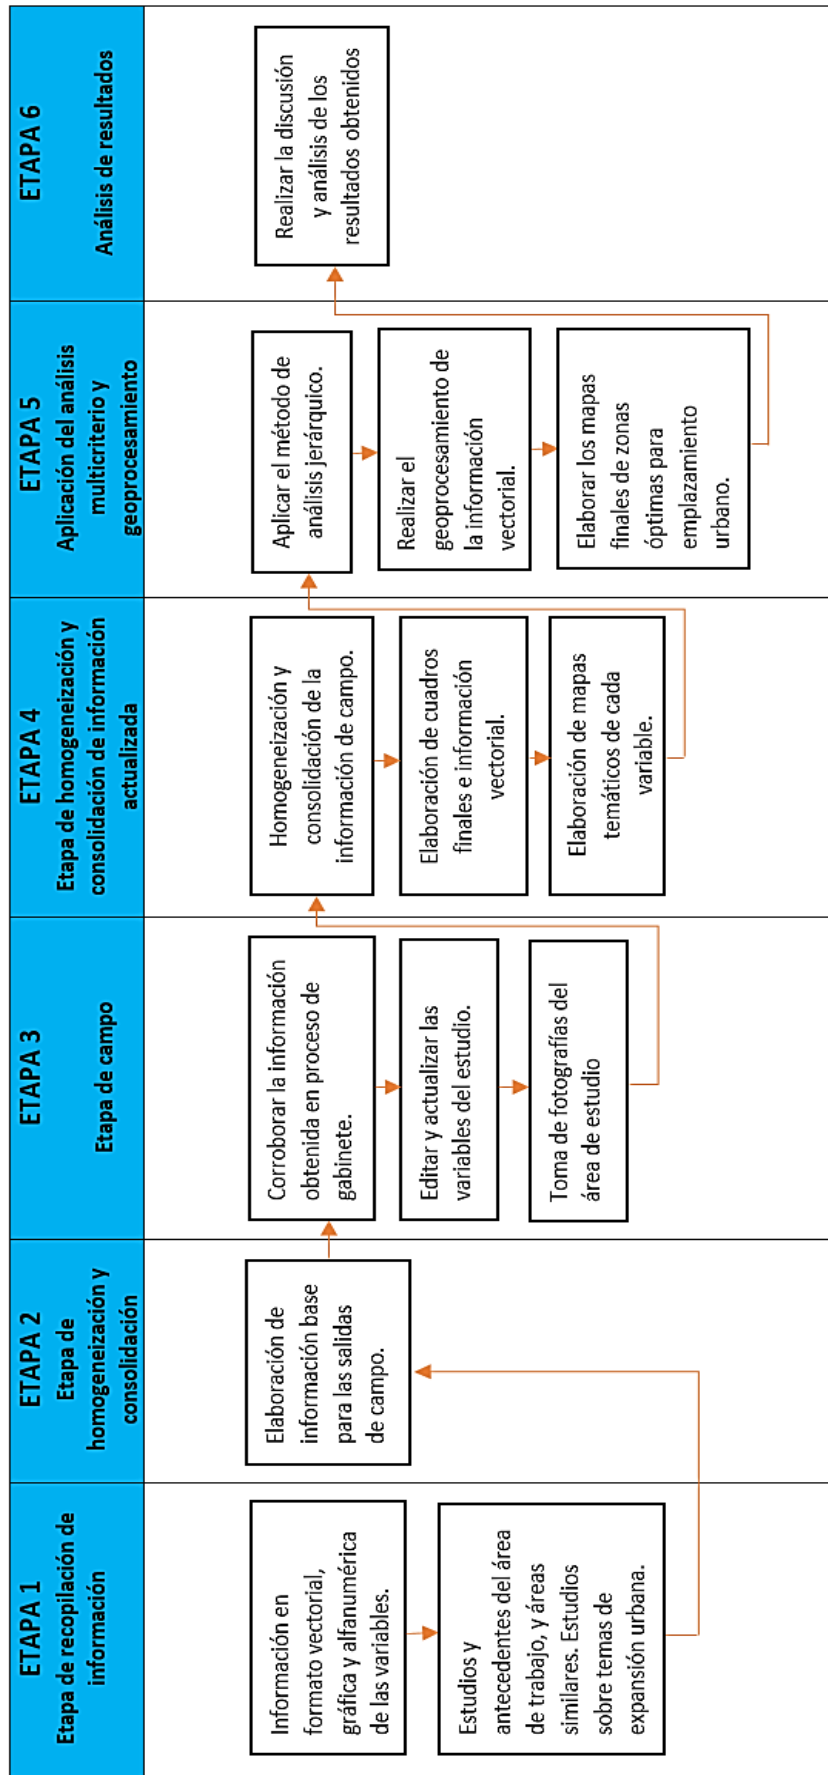 ETAPA 1
Etapa de recopilación de
información
Información en
formato vectorial,
gráfica y alfanumérica
de las variables.
Estudios y
antecedentes del área
de trabajo, y áreas
similares. Estudios
sobre temas de
expansión urbana.
ETAPA 2
Etapa de
homogeneización y
consolidación
Elaboración de
información base
para las salidas
de campo.
ETAPA 3
Etapa de campo
Corroborar la información
obtenida en proceso de
gabinete.
Editar y actualizar las
variables del estudio.
Toma de fotografías del
área de estudio
ETAPA 4
Etapa de homogeneización y
consolidación de información
actualizada
Homogeneización y
consolidación de la
información de campo.
Elaboración de cuadros
finales e información
vectorial.
Elaboración de mapas
temáticos de cada
variable.
ETAPA 5
Aplicación del análisis
multicriterio y
geoprocesamiento
Aplicar el método de
análisis jerárquico.
Realizar el
geoprocesamiento de
la información
vectorial.
Elaborar los mapas
finales de zonas
óptimas para
emplazamiento
urbano.
ETAPA 6
Análisis de resultados
Realizar la discusión
y análisis de los
resultados obtenidos